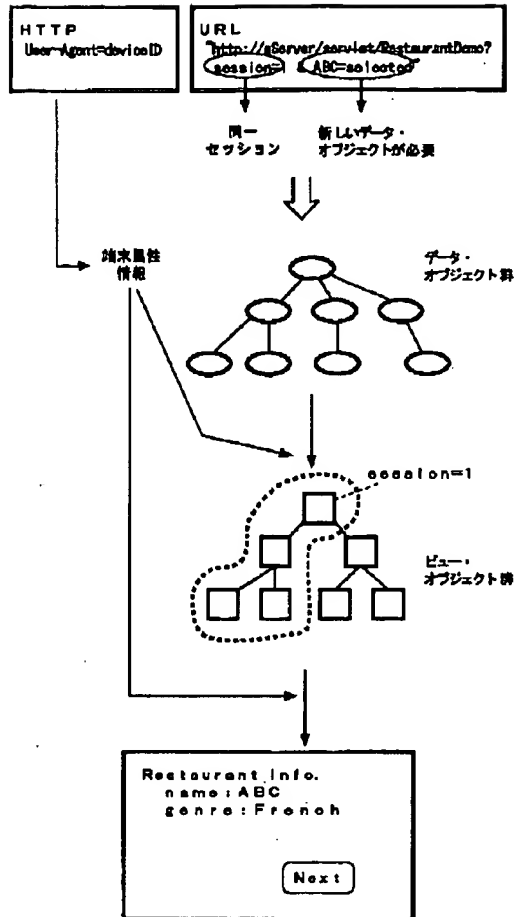 HTTP
User-Agent=deviceID
URL
"http://aServer/servlet/RestaurantDemo?
session=1 & ABC=selected"
同一
セッション
新しいデータ・
オブジェクトが必要
端末属性
情報
データ・
オブジェクト群
session=1
ビュー・
オブジェクト群
Restaurant Info.
name:ABC
genre:French
Next